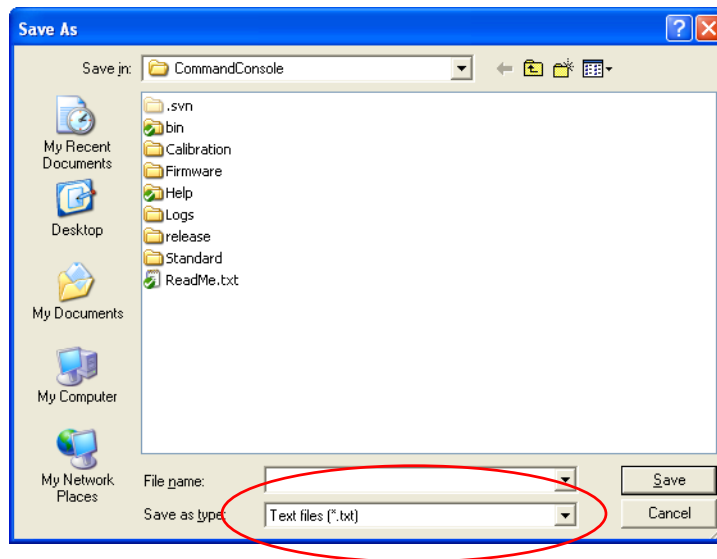 Save As
Save in:
CommandConsole
My Recent
Documents
Desktop
My Documents
My Computer
My Network
Places
.svn
bin
Calibration
Firmware
Help
Logs
release
Standard
ReadMe.txt
File name:
Save
Save as type:
Text files (*.txt)
Cancel